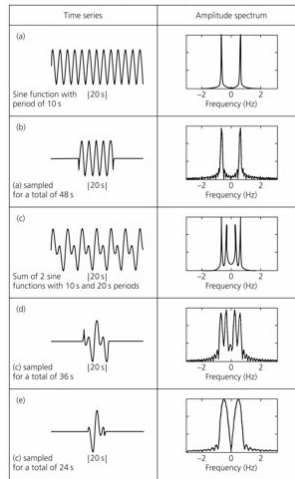 Time series
Amplitude spectrum
(a)
Sine function with
period of 10 s
|20 s|
−2 0 2
Frequency (Hz)
(b)
(a) sampled
for a total of 48 s
|20 s|
−2 0 2
Frequency (Hz)
(c)
Sum of 2 sine
functions with 10 s and 20 s periods
|20 s|
−2 0 2
Frequency (Hz)
(d)
(c) sampled
for a total of 36 s
|20 s|
−2 0 2
Frequency (Hz)
(e)
(c) sampled
for a total of 24 s
|20 s|
−2 0 2
Frequency (Hz)